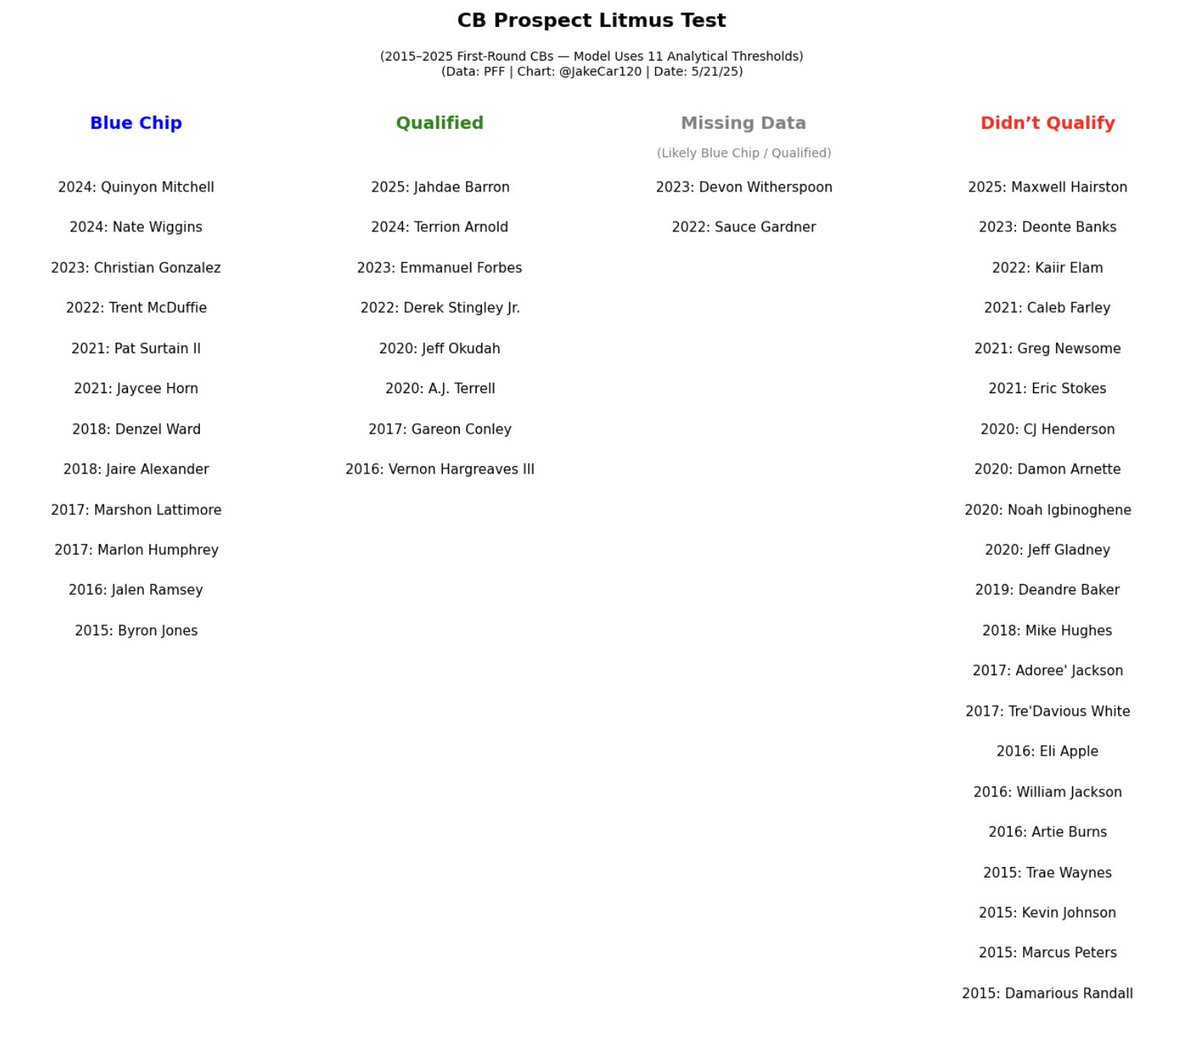 CB Prospect Litmus Test
(2015–2025 First-Round CBs — Model Uses 11 Analytical Thresholds)
(Data: PFF | Chart: @JakeCar120 | Date: 5/21/25)
Blue Chip
2024: Quinyon Mitchell
2024: Nate Wiggins
2023: Christian Gonzalez
2022: Trent McDuffie
2021: Pat Surtain II
2021: Jaycee Horn
2018: Denzel Ward
2018: Jaire Alexander
2017: Marshon Lattimore
2017: Marlon Humphrey
2016: Jalen Ramsey
2015: Byron Jones
Qualified
2025: Jahdae Barron
2024: Terrion Arnold
2023: Emmanuel Forbes
2022: Derek Stingley Jr.
2020: Jeff Okudah
2020: A.J. Terrell
2017: Gareon Conley
2016: Vernon Hargreaves III
Missing Data
(Likely Blue Chip / Qualified)
2023: Devon Witherspoon
2022: Sauce Gardner
Didn’t Qualify
2025: Maxwell Hairston
2023: Deonte Banks
2022: Kaiir Elam
2021: Caleb Farley
2021: Greg Newsome
2021: Eric Stokes
2020: CJ Henderson
2020: Damon Arnette
2020: Noah Igbinoghene
2020: Jeff Gladney
2019: Deandre Baker
2018: Mike Hughes
2017: Adoree' Jackson
2017: Tre'Davious White
2016: Eli Apple
2016: William Jackson
2016: Artie Burns
2015: Trae Waynes
2015: Kevin Johnson
2015: Marcus Peters
2015: Damarious Randall